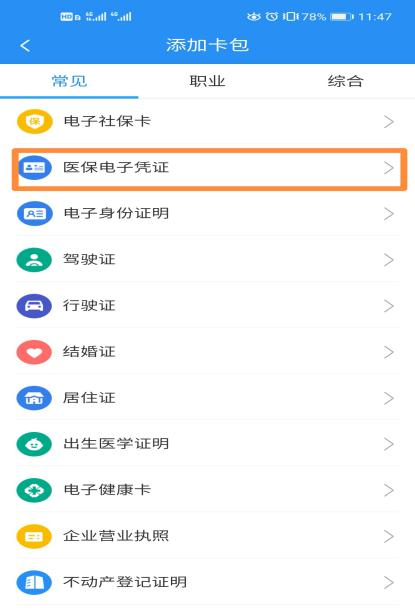 HD 78% 11:47
添加卡包
常见 职业 综合
保 电子社保卡
医保电子凭证
电子身份证明
驾驶证
行驶证
结婚证
居住证
出生医学证明
电子健康卡
企业营业执照
不动产登记证明